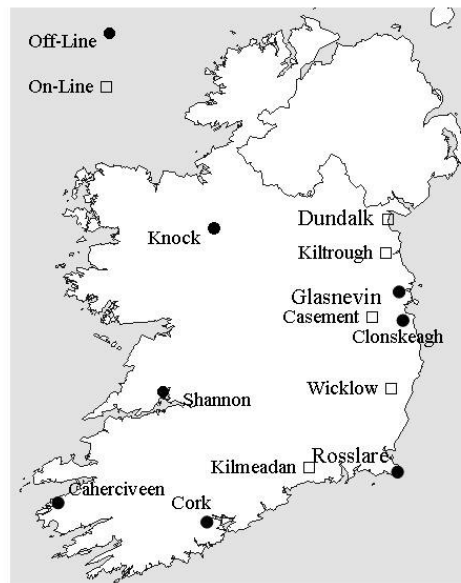 Off-Line
On-Line
Dundalk
Knock
Kiltrough
Glasnevin
Casement
Clonskeagh
Wicklow
Shannon
Rosslare
Kilmeadan
Caherciveen
Cork